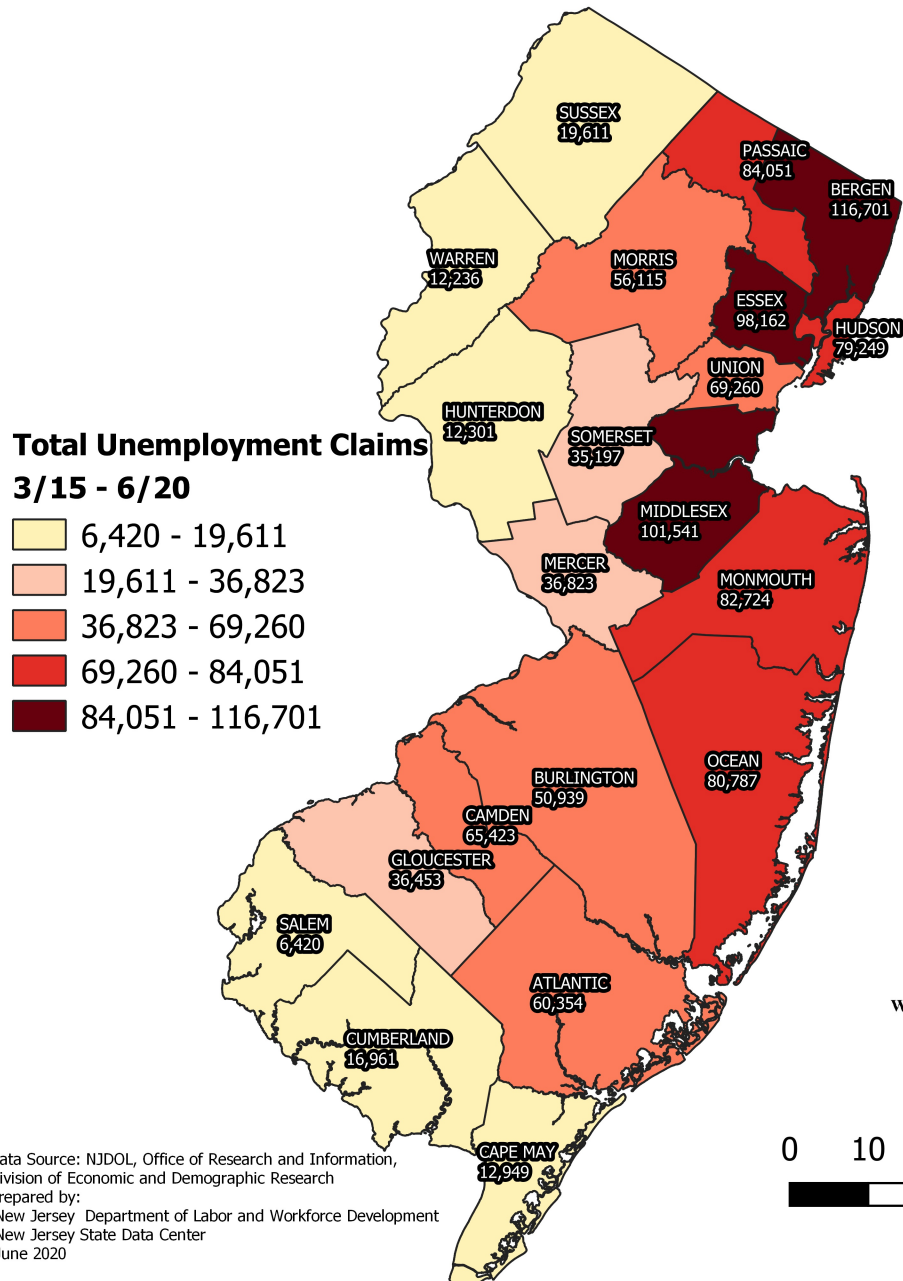 SUSSEX
19,611
PASSAIC
84,051
BERGEN
116,701
WARREN
12,236
MORRIS
56,115
ESSEX
98,162
HUDSON
79,249
UNION
69,260
HUNTERDON
12,301
SOMERSET
35,197
Total Unemployment Claims
3/15 - 6/20
6,420 - 19,611
19,611 - 36,823
36,823 - 69,260
69,260 - 84,051
84,051 - 116,701
MIDDLESEX
101,541
MERCER
36,823
MONMOUTH
82,724
OCEAN
80,787
BURLINGTON
50,939
CAMDEN
65,423
GLOUCESTER
36,453
SALEM
6,420
ATLANTIC
60,354
W
CUMBERLAND
16,961
CAPE MAY
12,949
0 10
ata Source: NJDOL, Office of Research and Information,
ivision of Economic and Demographic Research
repared by:
New Jersey Department of Labor and Workforce Development
New Jersey State Data Center
une 2020